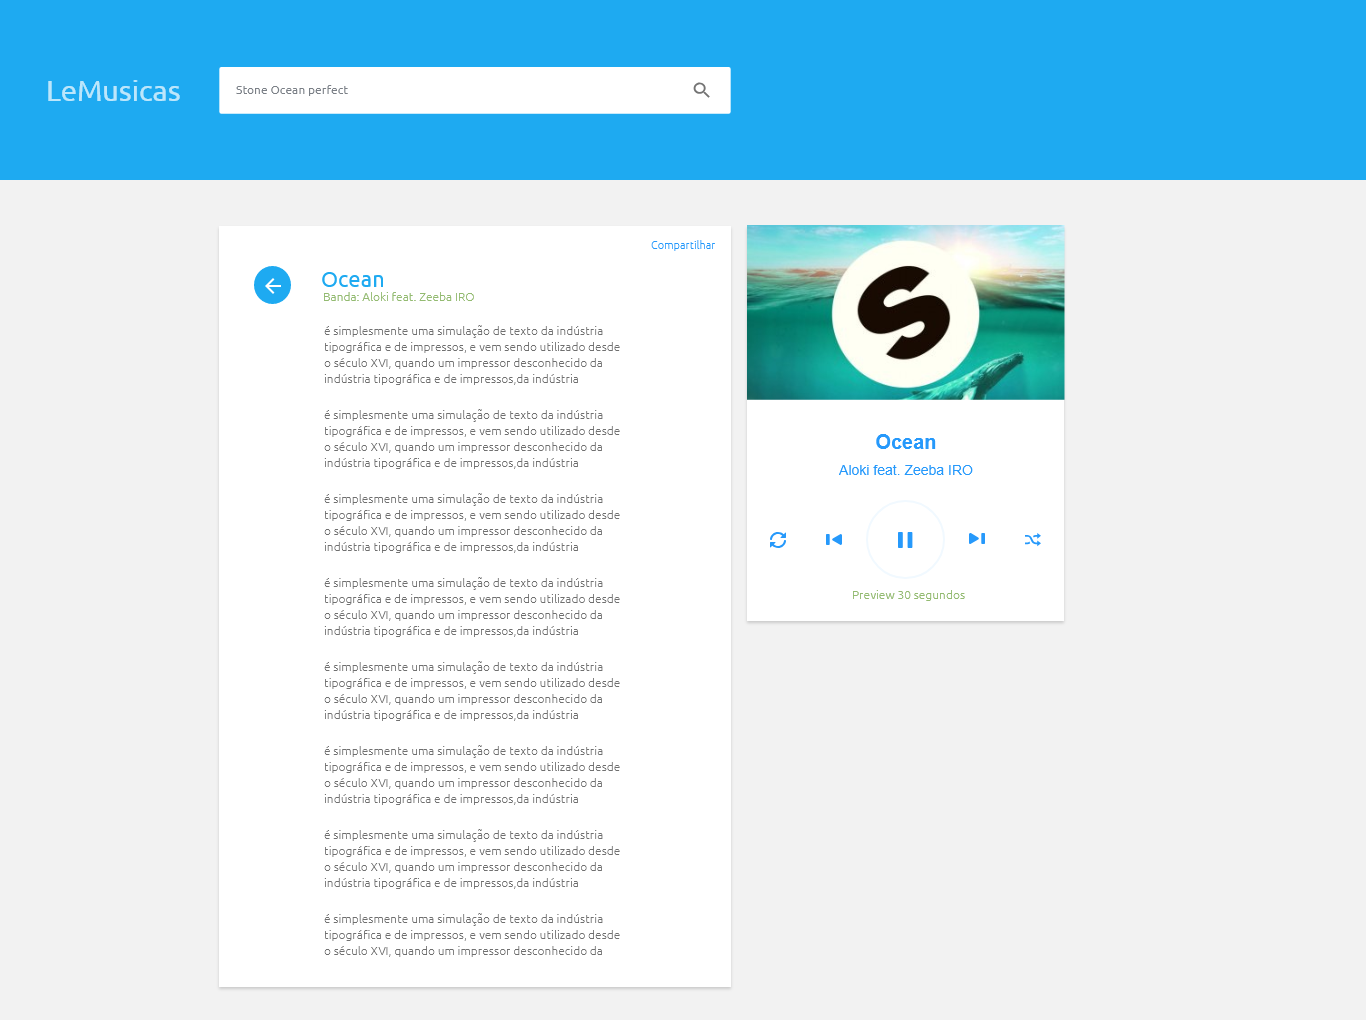 LeMusicas
Stone Ocean perfect
Compartilhar
Ocean
Banda: Aloki feat. Zeeba IRO
é simplesmente uma simulação de texto da indústria
tipográfica e de impressos, e vem sendo utilizado desde
o século XVI, quando um impressor desconhecido da
indústria tipográfica e de impressos,da indústria
é simplesmente uma simulação de texto da indústria
tipográfica e de impressos, e vem sendo utilizado desde
o século XVI, quando um impressor desconhecido da
indústria tipográfica e de impressos,da indústria
é simplesmente uma simulação de texto da indústria
tipográfica e de impressos, e vem sendo utilizado desde
o século XVI, quando um impressor desconhecido da
indústria tipográfica e de impressos,da indústria
é simplesmente uma simulação de texto da indústria
tipográfica e de impressos, e vem sendo utilizado desde
o século XVI, quando um impressor desconhecido da
indústria tipográfica e de impressos,da indústria
é simplesmente uma simulação de texto da indústria
tipográfica e de impressos, e vem sendo utilizado desde
o século XVI, quando um impressor desconhecido da
indústria tipográfica e de impressos,da indústria
é simplesmente uma simulação de texto da indústria
tipográfica e de impressos, e vem sendo utilizado desde
o século XVI, quando um impressor desconhecido da
indústria tipográfica e de impressos,da indústria
é simplesmente uma simulação de texto da indústria
tipográfica e de impressos, e vem sendo utilizado desde
o século XVI, quando um impressor desconhecido da
indústria tipográfica e de impressos,da indústria
é simplesmente uma simulação de texto da indústria
tipográfica e de impressos, e vem sendo utilizado desde
o século XVI, quando um impressor desconhecido da
S
Ocean
Aloki feat. Zeeba IRO
Preview 30 segundos